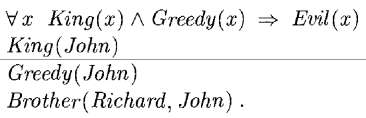 ∀ x King(x) ∧ Greedy(x) ⇒ Evil(x)
King(John)
Greedy(John)
Brother(Richard, John) .